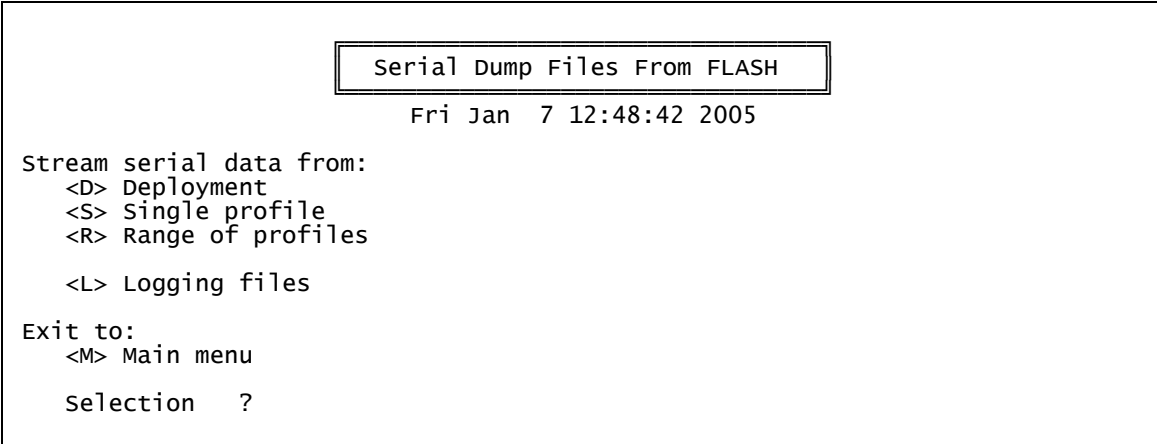 Serial Dump Files From FLASH
Fri Jan  7 12:48:42 2005
Stream serial data from:
<D> Deployment
<S> Single profile
<R> Range of profiles
<L> Logging files
Exit to:
<M> Main menu
Selection   ?